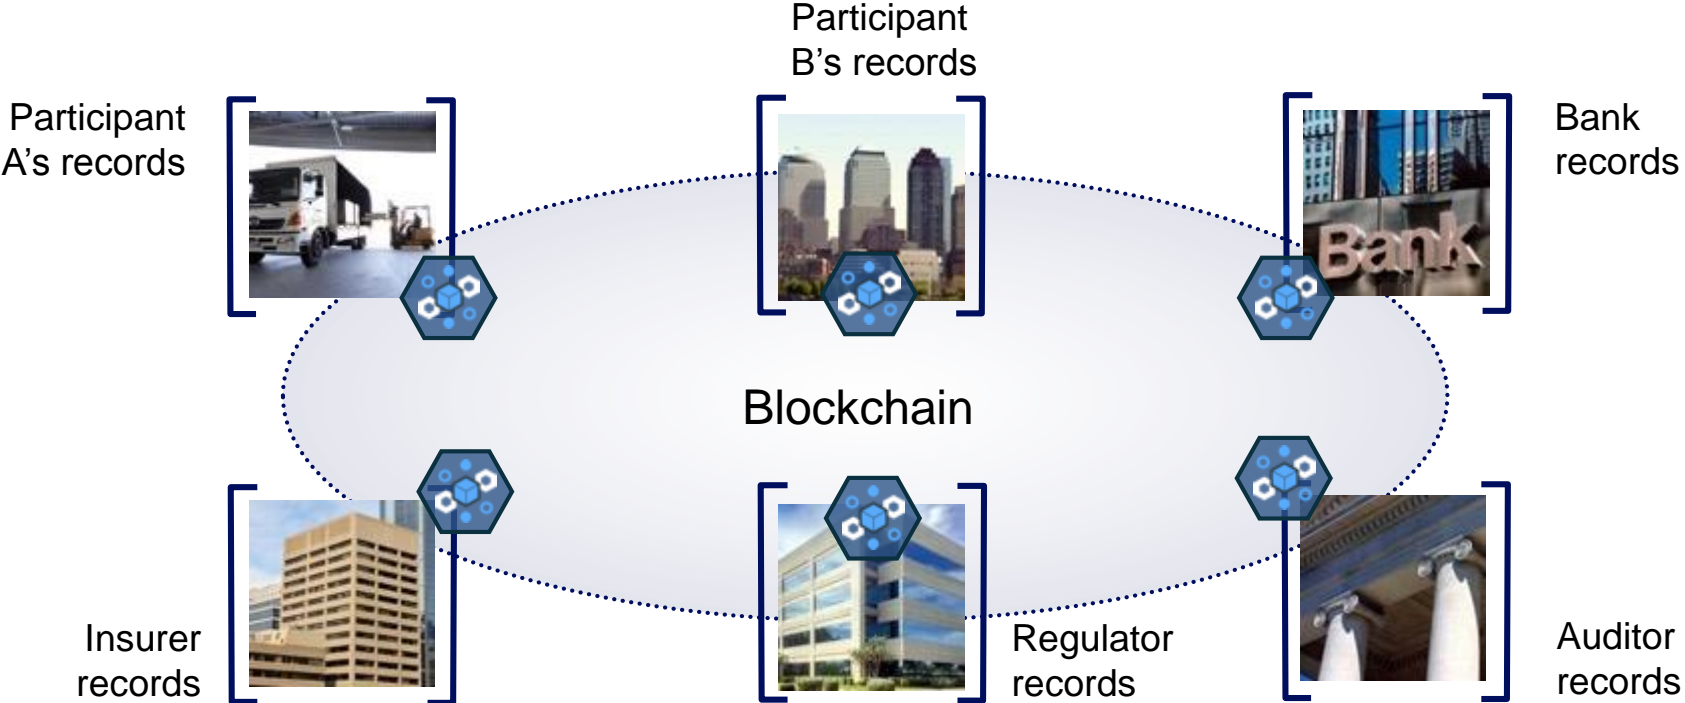 Participant
B’s records
Participant
A’s records
Bank
records
Bank
Blockchain
Insurer
records
Regulator
records
Auditor
records